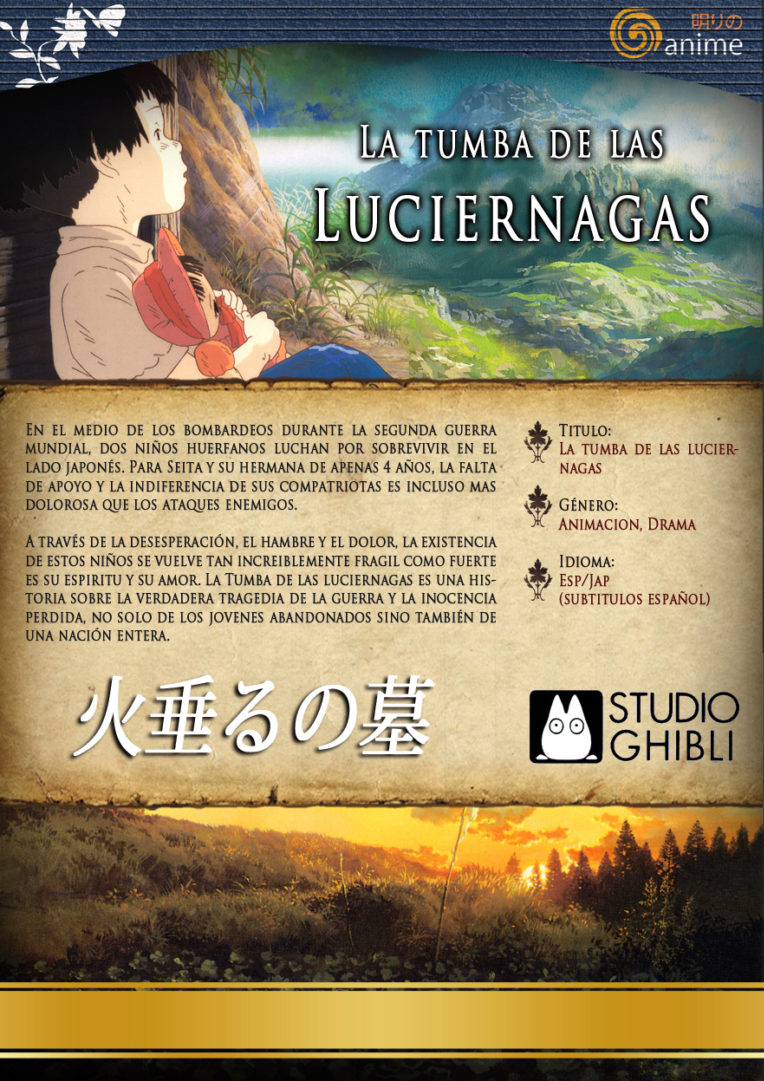 明りの
anime
La tumba de las
Luciernagas
En el medio de los bombardeos durante la segunda guerra
mundial, dos niños huerfanos luchan por sobrevivir en el
lado japonés. Para Seita y su hermana de apenas 4 años, la falta
de apoyo y la indiferencia de sus compatriotas es incluso mas
dolorosa que los ataques enemigos.
A través de la desesperación, el hambre y el dolor, la existencia
de estos niños se vuelve tan increiblemente fragil como fuerte
es su espiritu y su amor. La Tumba de las luciernagas es una his-
toria sobre la verdadera tragedia de la guerra y la inocencia
perdida, no solo de los jovenes abandonados sino también de
una nación entera.
Titulo:
La tumba de las lucier-
nagas
Género:
Animacion, Drama
Idioma:
Esp/Jap
(subtitulos español)
火垂るの墓
STUDIO
GHIBLI